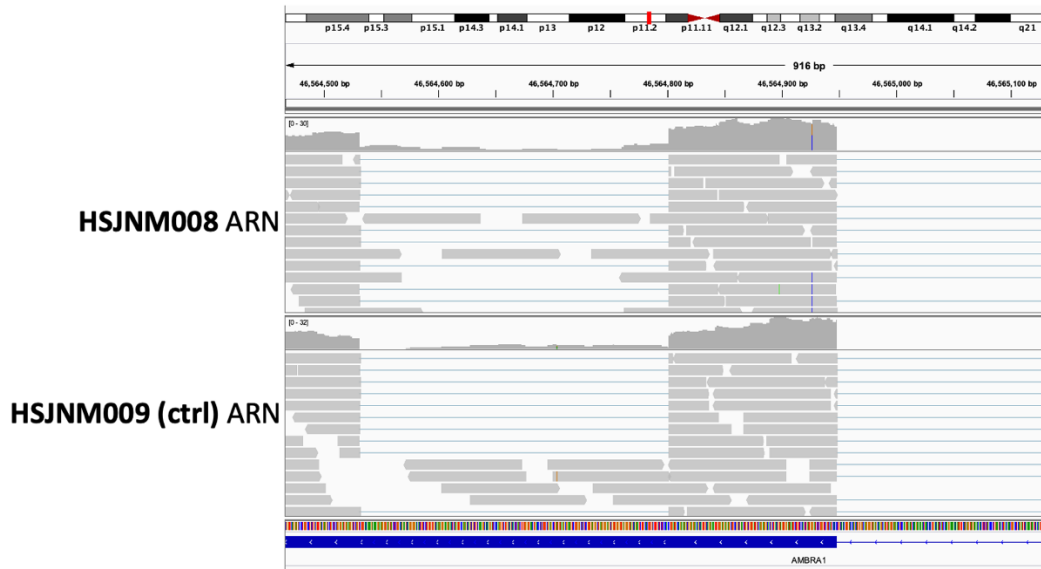 p15.4 p15.3 p15.1 p14.3 p14.1 p13 p12 p11.2 p11.11 q12.1 q12.3 q13.2 q13.4 q14.1 q14.2 q21
916 bp
46,564,500 bp 46,564,600 bp 46,564,700 bp 46,564,800 bp 46,564,900 bp 46,565,000 bp 46,565,100 bp
[0 - 30]
HSJNM008 ARN
[0 - 32]
HSJNM009 (ctrl) ARN
AMBRA1